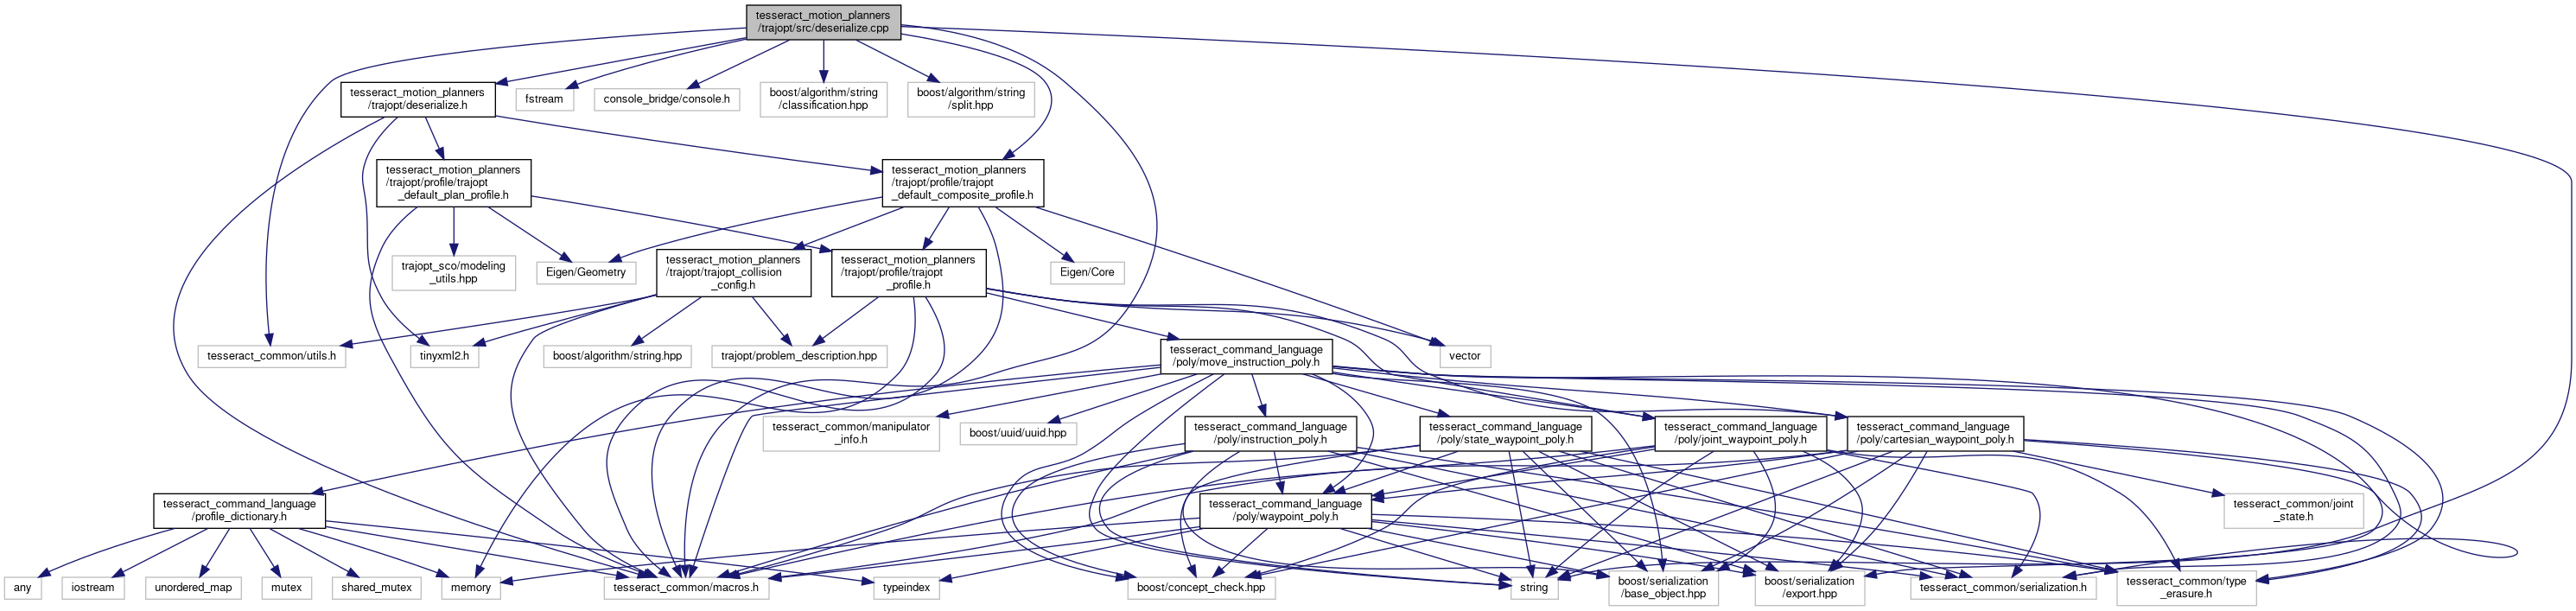 tesseract_motion_planners
/trajopt/src/deserialize.cpp
tesseract_motion_planners
/trajopt/deserialize.h
fstream
console_bridge/console.h
boost/algorithm/string
/classification.hpp
boost/algorithm/string
/split.hpp
tesseract_motion_planners
/trajopt/profile/trajopt
_default_plan_profile.h
tesseract_motion_planners
/trajopt/profile/trajopt
_default_composite_profile.h
trajopt_sco/modeling
_utils.hpp
Eigen/Geometry
tesseract_motion_planners
/trajopt/trajopt_collision
_config.h
tesseract_motion_planners
/trajopt/profile/trajopt
_profile.h
Eigen/Core
tesseract_common/utils.h
tinyxml2.h
boost/algorithm/string.hpp
trajopt/problem_description.hpp
tesseract_command_language
/poly/move_instruction_poly.h
vector
tesseract_common/manipulator
_info.h
boost/uuid/uuid.hpp
tesseract_command_language
/poly/instruction_poly.h
tesseract_command_language
/poly/state_waypoint_poly.h
tesseract_command_language
/poly/joint_waypoint_poly.h
tesseract_command_language
/poly/cartesian_waypoint_poly.h
tesseract_command_language
/profile_dictionary.h
tesseract_command_language
/poly/waypoint_poly.h
tesseract_common/joint
_state.h
any
iostream
unordered_map
mutex
shared_mutex
memory
tesseract_common/macros.h
typeindex
boost/concept_check.hpp
string
boost/serialization
/base_object.hpp
boost/serialization
/export.hpp
tesseract_common/serialization.h
tesseract_common/type
_erasure.h